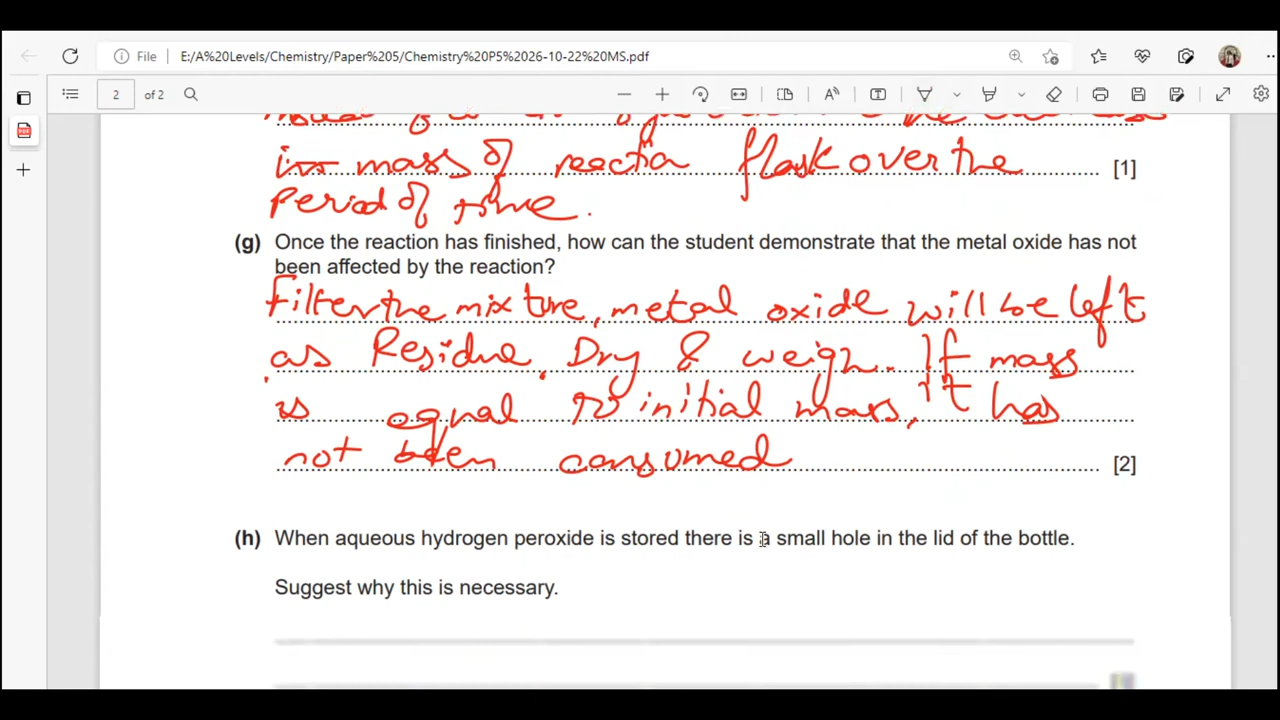 File E:/A%20Levels/Chemistry/Paper%205/Chemistry%20P5%2026-10-22%20MS.pdf
2 of 2
in mass of reaction flask over the [1]
Period of time.
(g) Once the reaction has finished, how can the student demonstrate that the metal oxide has not
been affected by the reaction?
Filter the mixture, metal oxide will be left
as Residue. Dry & weigh. If mass
is equal to initial mass, it has
not been consumed [2]
(h) When aqueous hydrogen peroxide is stored there is a small hole in the lid of the bottle.
Suggest why this is necessary.